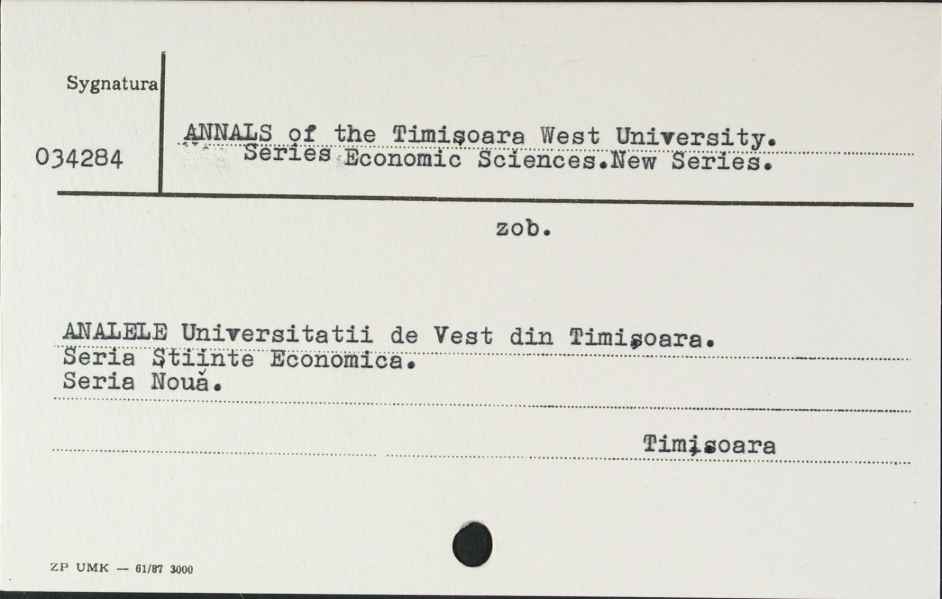 Sygnatura
034284
ANNALS of the Timişoara West University.
Series Economic Sciences.New Series.
zob.
ANALELE Universitatii de Vest din Timişoara.
Seria Ştiinte Economica.
Seria Nouă.
Timişoara
ZP UMK — 61/87 3000